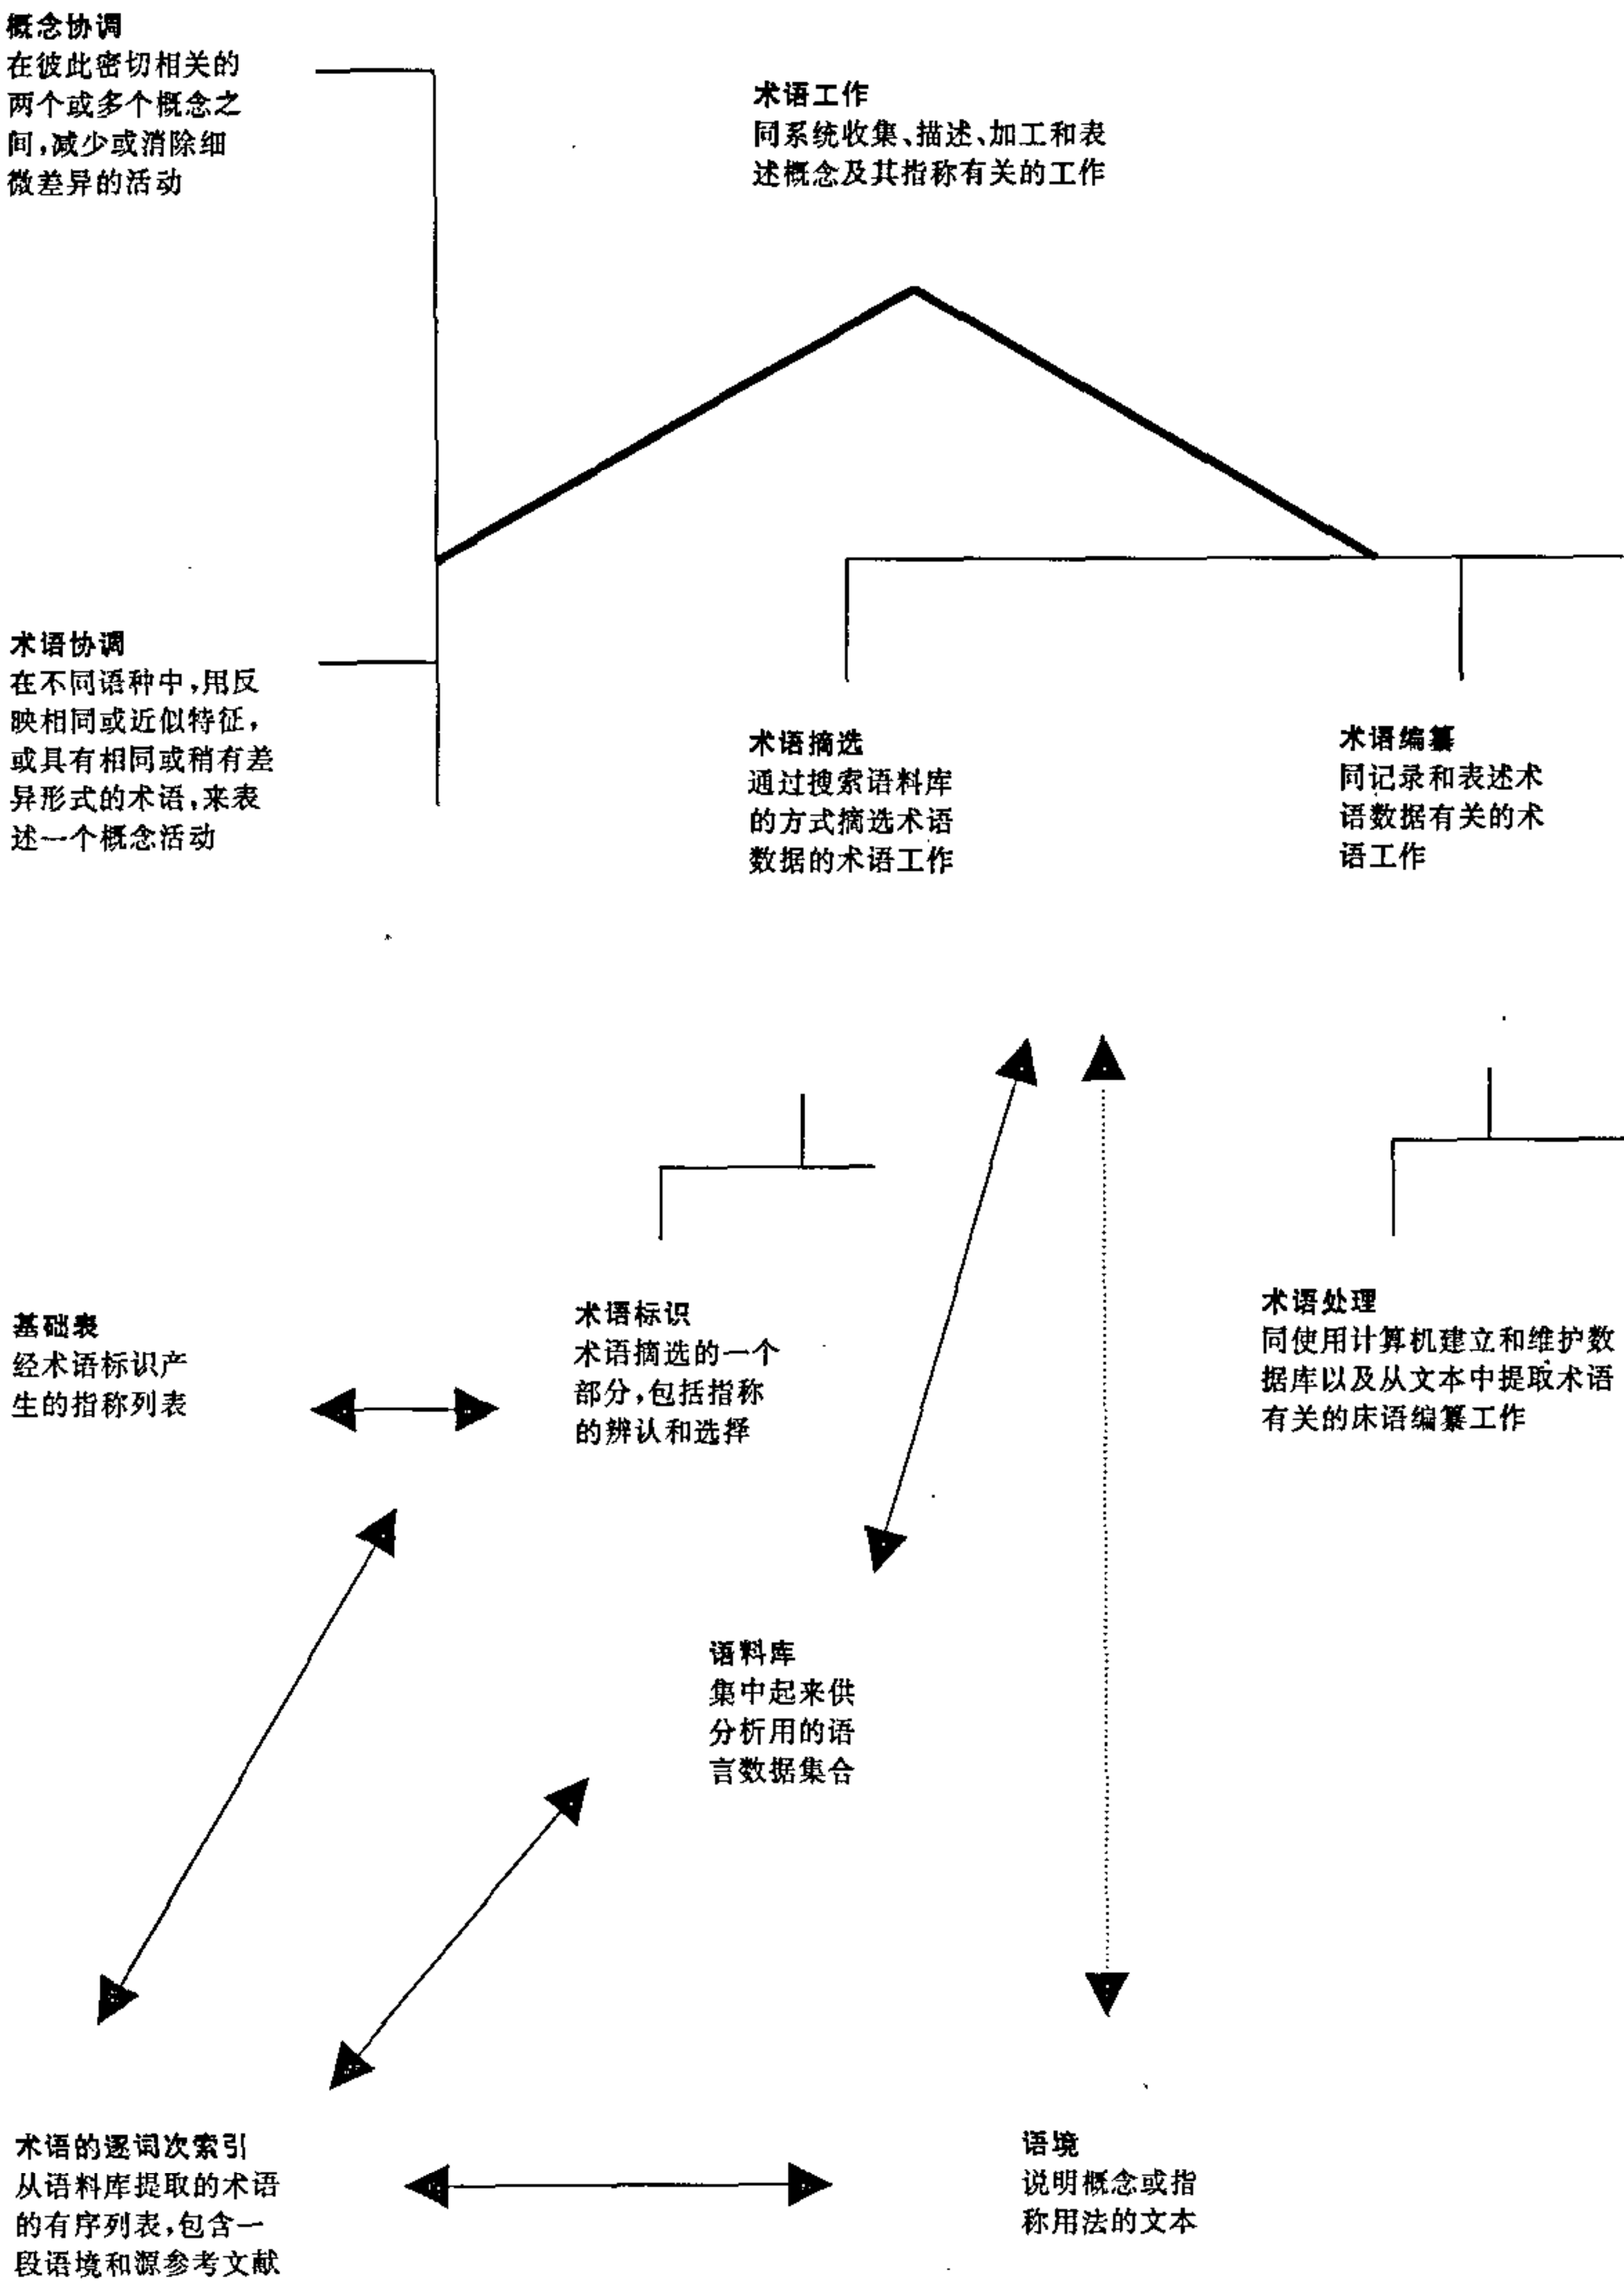 概念协调
在彼此密切相关的
两个或多个概念之
间,减少或消除细
微差异的活动
术语工作
同系统收集、描述、加工和表
述概念及其指称有关的工作
术语协调
在不同语种中,用反
映相同或近似特征,
或具有相同或稍有差
异形式的术语,来表
述一个概念活动
术语摘选
通过搜索语料库
的方式摘选术语
数据的术语工作
术语编纂
同记录和表述术
语数据有关的术
语工作
基础表
经术语标识产
生的指称列表
术语标识
术语摘选的一个
部分,包括指称
的辨认和选择
术语处理
同使用计算机建立和维护数
据库以及从文本中提取术语
有关的床语编纂工作
语料库
集中起来供
分析用的语
言数据集合
术语的逐词次索引
从语料库提取的术语
的有序列表,包含一
段语境和源参考文献
语境
说明概念或指
称用法的文本